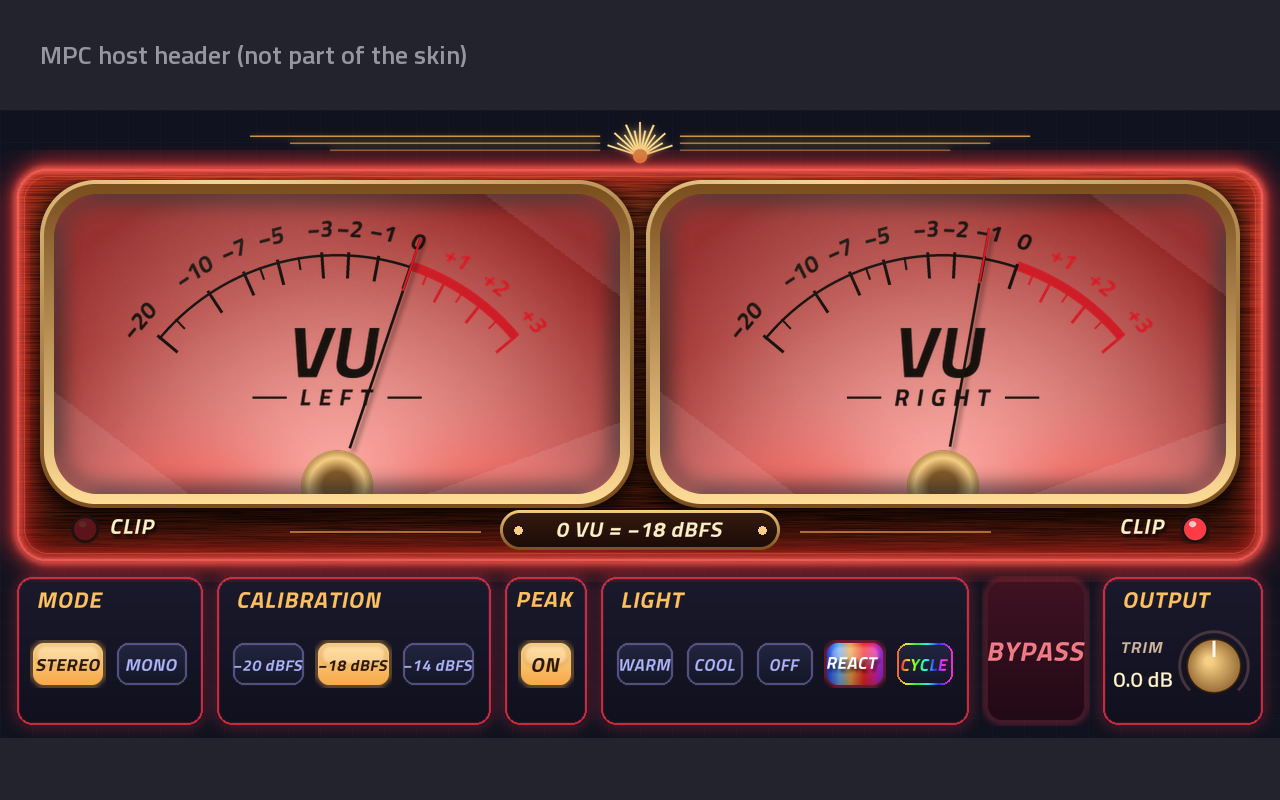 MPC host header (not part of the skin)
−20 −10 −7 −5 −3 −2 −1 0 +1 +2 +3
VU
LEFT
−20 −10 −7 −5 −3 −2 −1 0 +1 +2 +3
VU
RIGHT
CLIP
0 VU = −18 dBFS
CLIP
MODE
STEREO MONO
CALIBRATION
−20 dBFS −18 dBFS −14 dBFS
PEAK
ON
LIGHT
WARM COOL OFF REACT CYCLE
BYPASS
OUTPUT
TRIM
0.0 dB